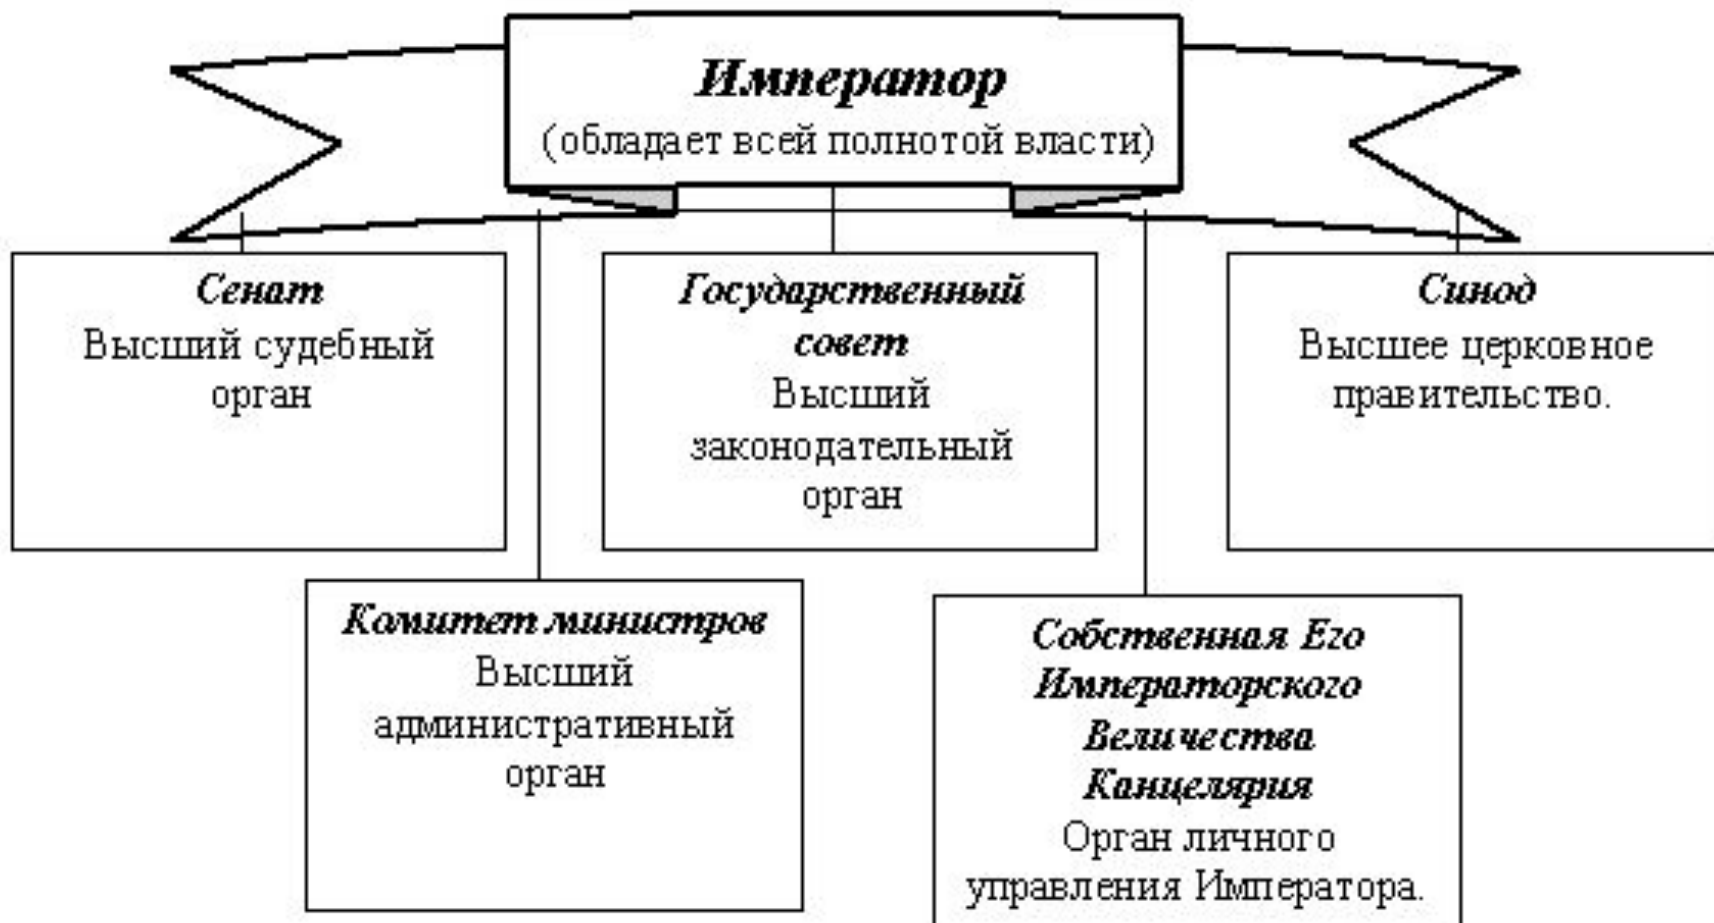 Император
(обладает всей полнотой власти)
Сенат
Высший судебный
орган
Государственный
совет
Высший
законодательный
орган
Синод
Высшее церковное
правительство.
Комитет министров
Высший
административный
орган
Собственная Его
Императорского
Величества
Канцелярия
Орган личного
управления Императора.